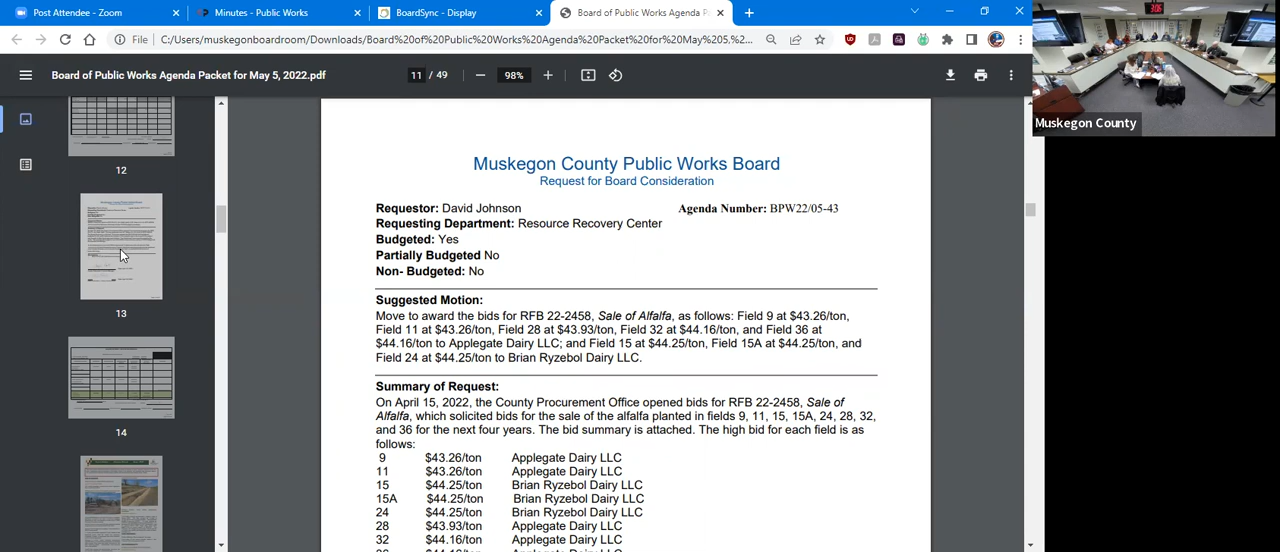 Post Attendee - Zoom
Minutes - Public Works
BoardSync - Display
Board of Public Works Agenda P
File
C:/Users/muskegonboardroom/Downloads/Board%20of%20Public%20Works%20Agenda%20Packet%20for%20May%205,%2...
Board of Public Works Agenda Packet for May 5, 2022.pdf
11 / 49
98%
3:06
Muskegon County
12
13
14
Muskegon County Public Works Board
Request for Board Consideration
Requestor: David Johnson
Agenda Number: BPW22/05-43
Requesting Department: Resource Recovery Center
Budgeted: Yes
Partially Budgeted No
Non- Budgeted: No
Suggested Motion:
Move to award the bids for RFB 22-2458, Sale of Alfalfa, as follows: Field 9 at $43.26/ton,
Field 11 at $43.26/ton, Field 28 at $43.93/ton, Field 32 at $44.16/ton, and Field 36 at
$44.16/ton to Applegate Dairy LLC; and Field 15 at $44.25/ton, Field 15A at $44.25/ton, and
Field 24 at $44.25/ton to Brian Ryzebol Dairy LLC.
Summary of Request:
On April 15, 2022, the County Procurement Office opened bids for RFB 22-2458, Sale of
Alfalfa, which solicited bids for the sale of the alfalfa planted in fields 9, 11, 15, 15A, 24, 28, 32,
and 36 for the next four years. The bid summary is attached. The high bid for each field is as
follows:
9 $43.26/ton Applegate Dairy LLC
11 $43.26/ton Applegate Dairy LLC
15 $44.25/ton Brian Ryzebol Dairy LLC
15A $44.25/ton Brian Ryzebol Dairy LLC
24 $44.25/ton Brian Ryzebol Dairy LLC
28 $43.93/ton Applegate Dairy LLC
32 $44.16/ton Applegate Dairy LLC